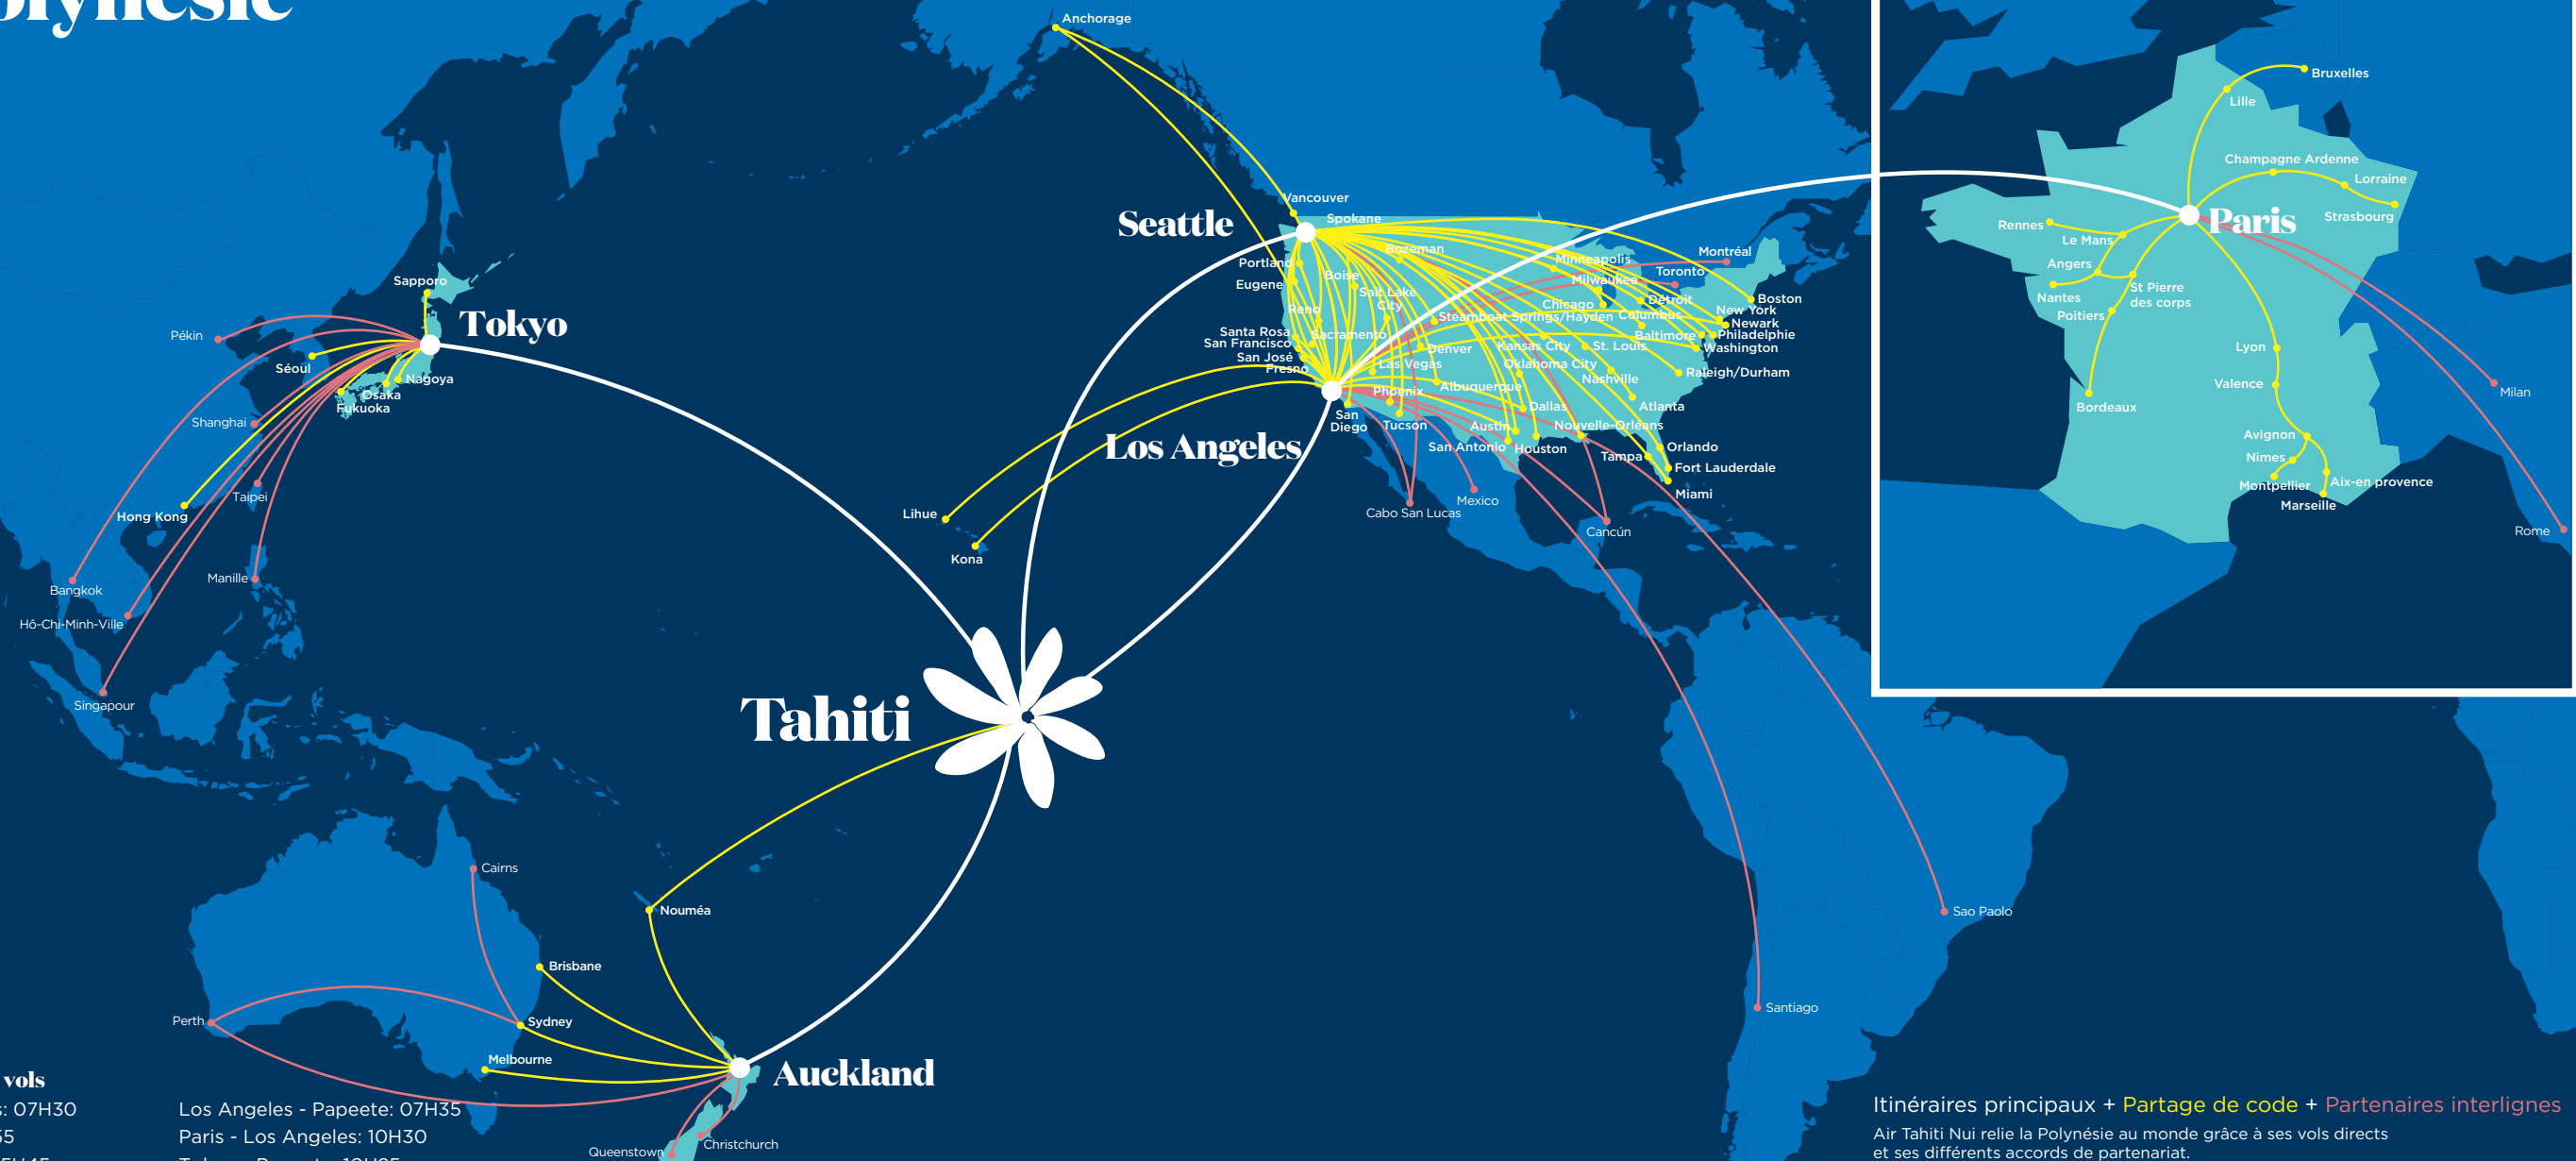 Anchorage
Vancouver
Spokane
Seattle
Bozeman
Portland
Boise
Eugene
Salt Lake
City
Reno
Minneapolis
Milwaukee
Montréal
Toronto
Chicago
Détroit
Boston
New York
Steamboat Springs/Hayden
Columbus
Newark
Santa Rosa
Sacramento
Baltimore
Philadelphie
San Francisco
Denver
Kansas City
St. Louis
Washington
San José
Fresno
Las Vegas
Oklahoma City
Nashville
Raleigh/Durham
Albuquerque
Phoenix
Dallas
Atlanta
San
Diego
Tucson
Austin
Nouvelle-Orléans
Los Angeles
San Antonio
Houston
Orlando
Tampa
Fort Lauderdale
Miami
Mexico
Cabo San Lucas
Cancún
Lihue
Kona
Sapporo
Tokyo
Pékin
Séoul
Nagoya
Osaka
Fukuoka
Shanghai
Taipei
Hong Kong
Manille
Bangkok
Hô-Chi-Minh-Ville
Singapour
Tahiti
Cairns
Nouméa
Brisbane
Perth
Sydney
Melbourne
Auckland
Christchurch
Queenstown
Sao Paolo
Santiago
Bruxelles
Lille
Champagne Ardenne
Lorraine
Strasbourg
Paris
Rennes
Le Mans
Angers
Nantes
St Pierre
des corps
Poitiers
Bordeaux
Lyon
Valence
Avignon
Nimes
Montpellier
Aix-en provence
Marseille
Milan
Rome
vols
: 07H30
Los Angeles - Papeete: 07H35
Paris - Los Angeles: 10H30
Itinéraires principaux + Partage de code + Partenaires interlignes
Air Tahiti Nui relie la Polynésie au monde grâce à ses vols directs
et ses différents accords de partenariat.